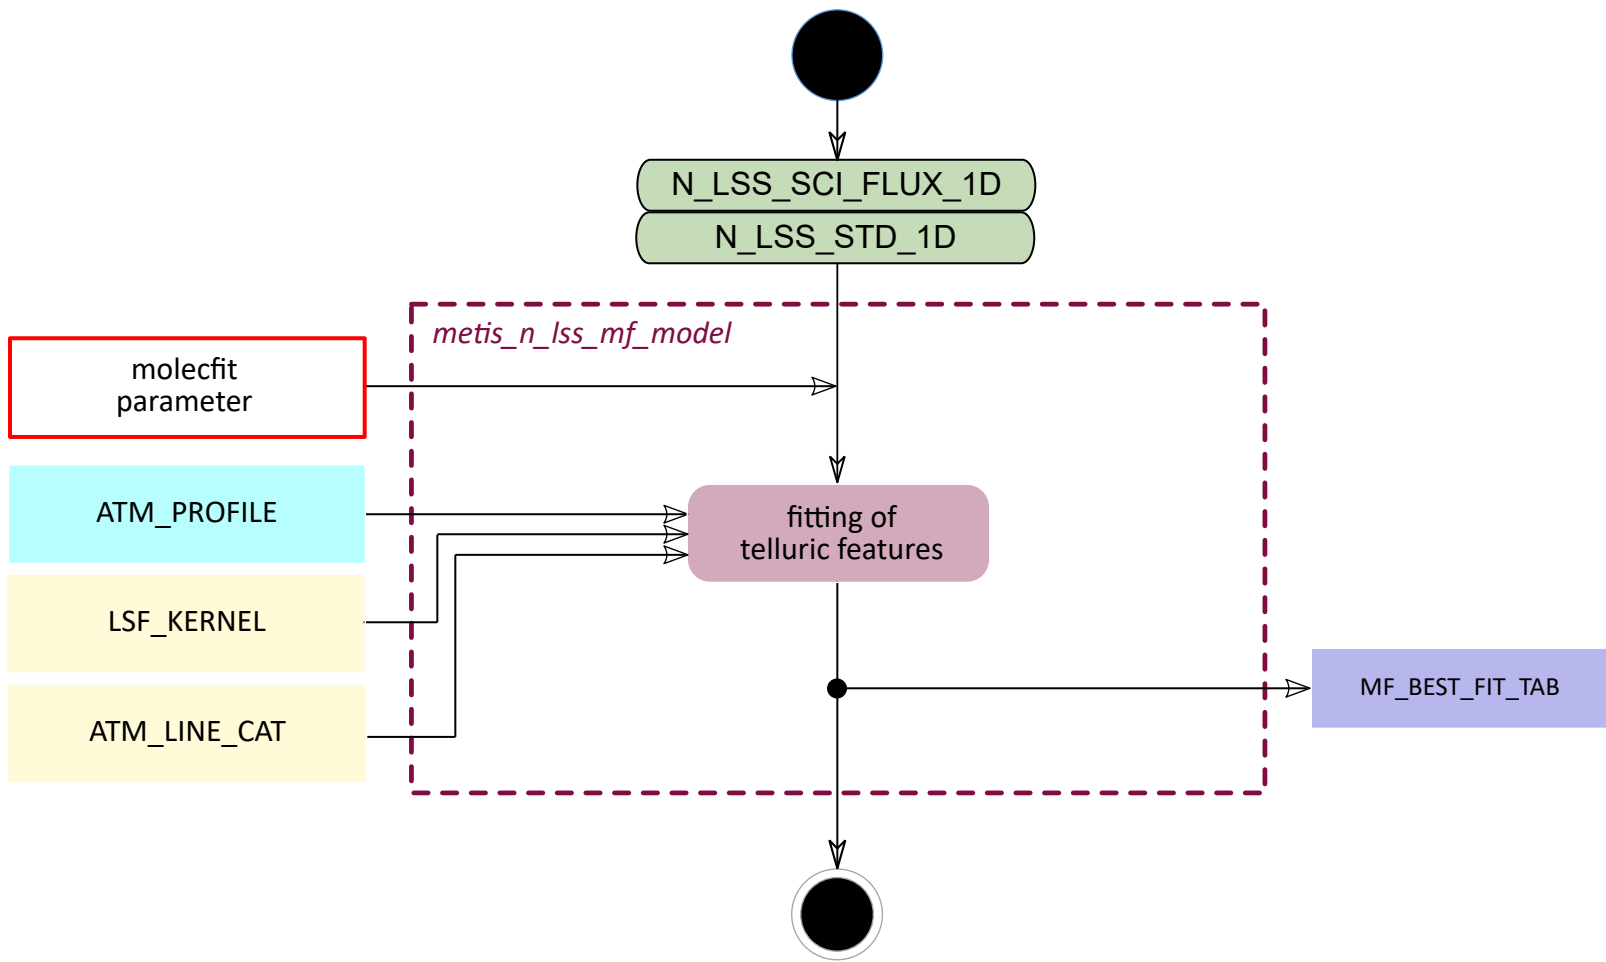 N_LSS_SCI_FLUX_1D
N_LSS_STD_1D
metis_n_lss_mf_model
molecfit
parameter
ATM_PROFILE
fitting of
telluric features
LSF_KERNEL
MF_BEST_FIT_TAB
ATM_LINE_CAT